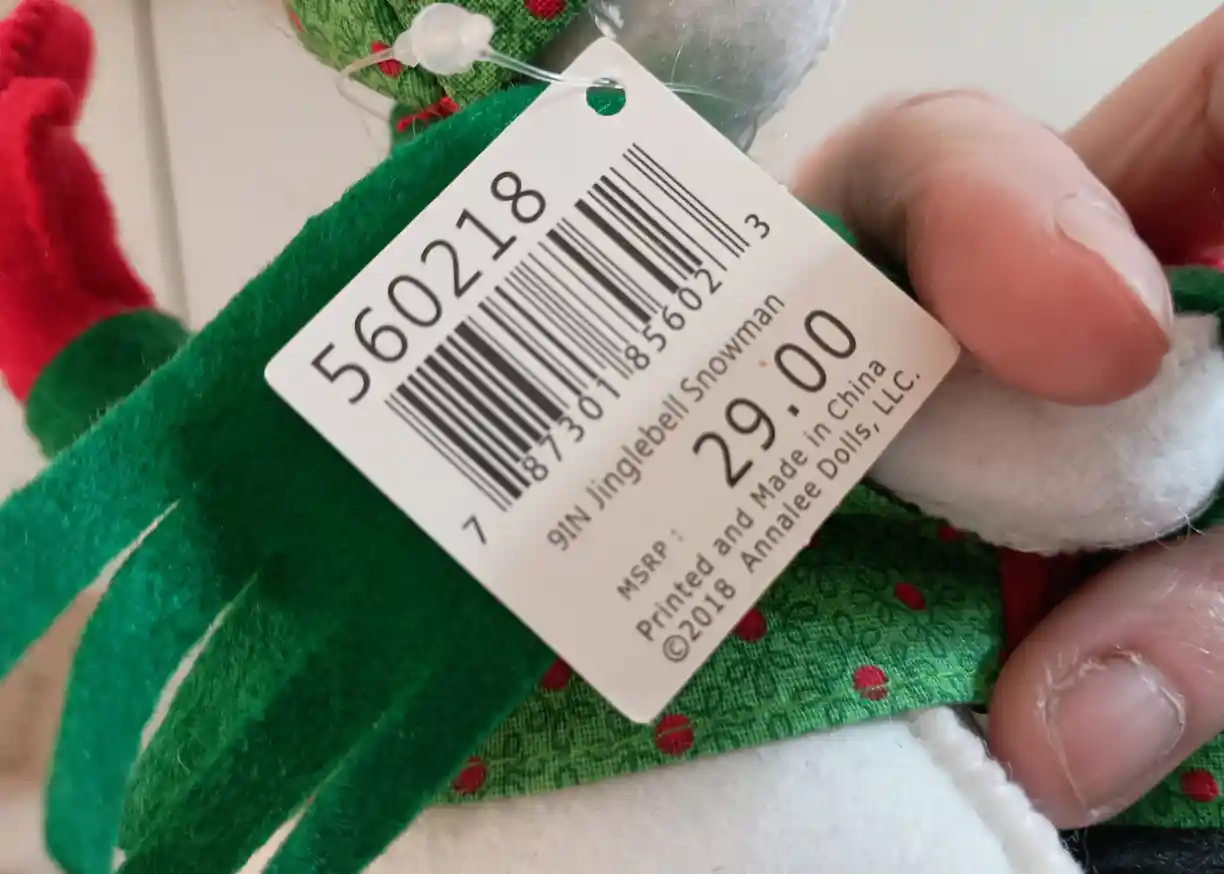 560218
7 87301 85602 3
9IN Jinglebell Snowman
MSRP : 29.00
Printed and Made in China
©2018 Annalee Dolls, LLC.